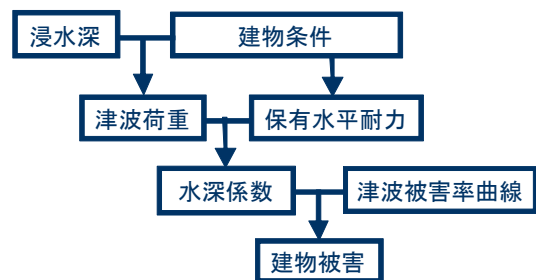 浸水深
建物条件
津波荷重
保有水平耐力
水深係数
津波被害率曲線
建物被害